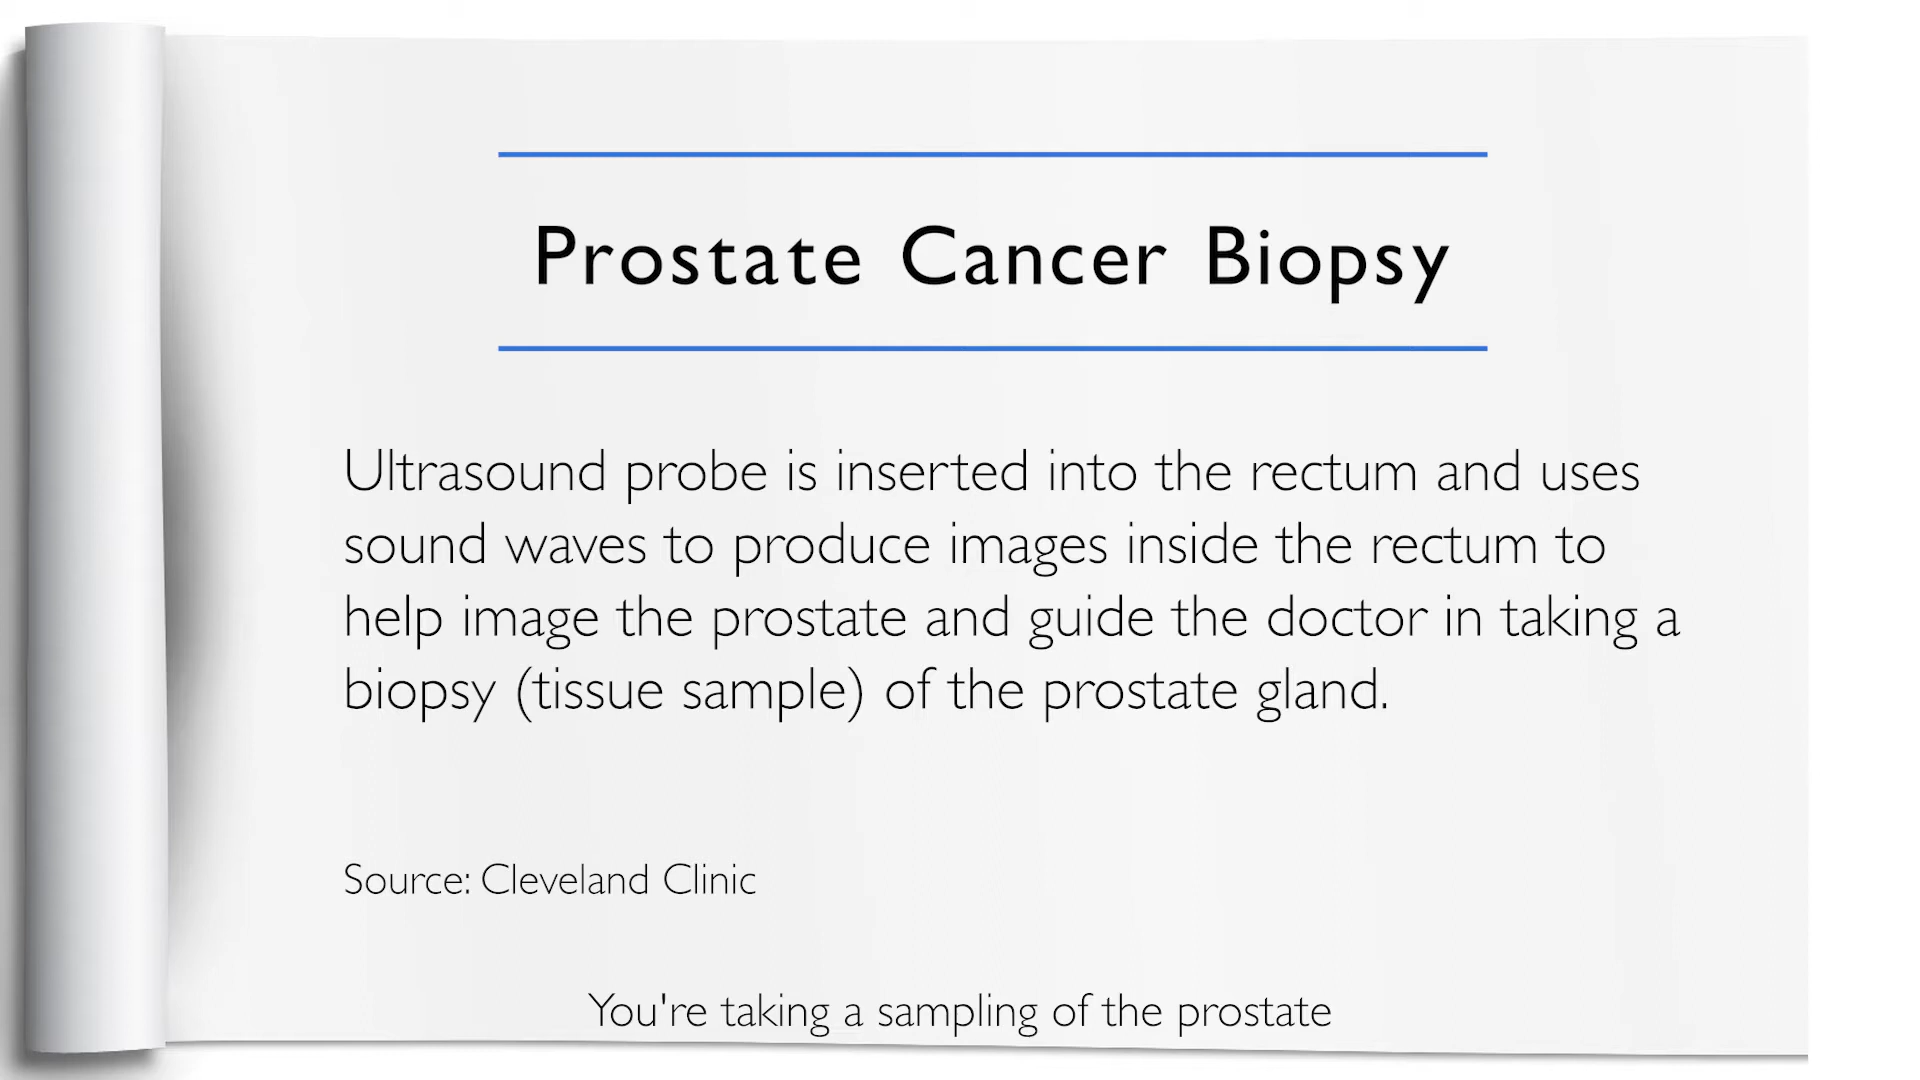 Prostate Cancer Biopsy
Ultrasound probe is inserted into the rectum and uses
sound waves to produce images inside the rectum to
help image the prostate and guide the doctor in taking a
biopsy (tissue sample) of the prostate gland.
Source: Cleveland Clinic
You're taking a sampling of the prostate